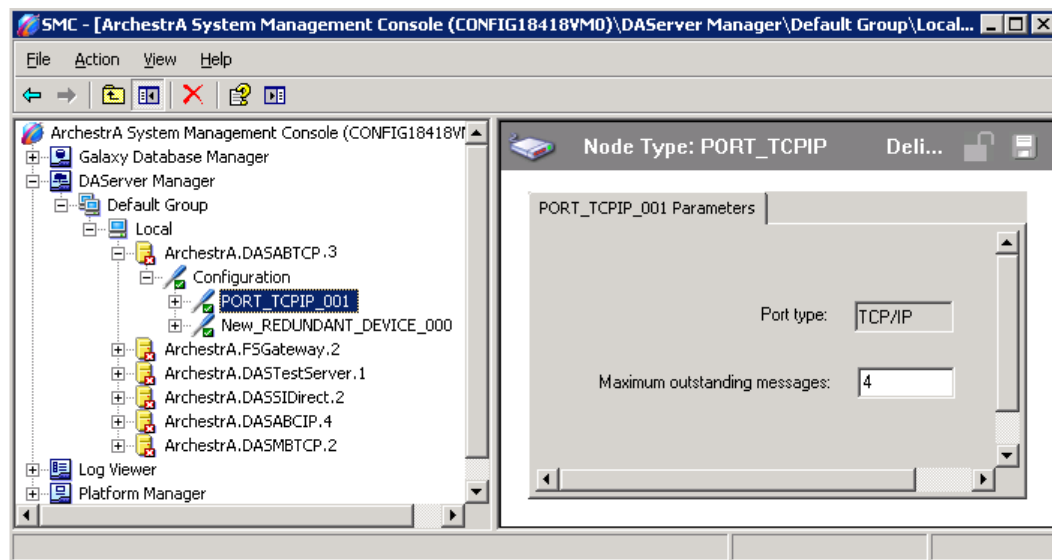 SMC - [ArchestrA System Management Console (CONFIG18418VM0)\DAServer Manager\Default Group\Local...
File Action View Help
ArchestrA System Management Console (CONFIG18418VM
Galaxy Database Manager
DAServer Manager
Default Group
Local
ArchestrA.DASABTCP.3
Configuration
PORT_TCPIP_001
New_REDUNDANT_DEVICE_000
ArchestrA.FSGateway.2
ArchestrA.DASTestServer.1
ArchestrA.DASSIDirect.2
ArchestrA.DASABCIP.4
ArchestrA.DASMBTCP.2
Log Viewer
Platform Manager
Node Type: PORT_TCPIP Deli...
PORT_TCPIP_001 Parameters
Port type: TCP/IP
Maximum outstanding messages: 4